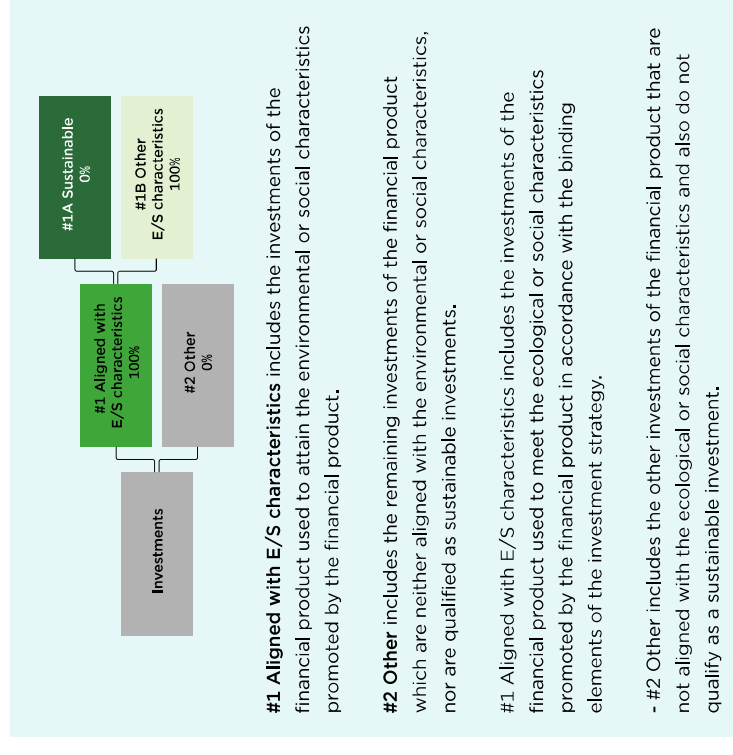 Investments
#1 Aligned with
E/S characteristics
100%
#2 Other
0%
#1A Sustainable
0%
#1B Other
E/S characteristics
100%
#1 Aligned with E/S characteristics includes the investments of the
financial product used to attain the environmental or social characteristics
promoted by the financial product.
#2 Other includes the remaining investments of the financial product
which are neither aligned with the environmental or social characteristics,
nor are qualified as sustainable investments.
#1 Aligned with E/S characteristics includes the investments of the
financial product used to meet the ecological or social characteristics
promoted by the financial product in accordance with the binding
elements of the investment strategy.
- #2 Other includes the other investments of the financial product that are
not aligned with the ecological or social characteristics and also do not
qualify as a sustainable investment.